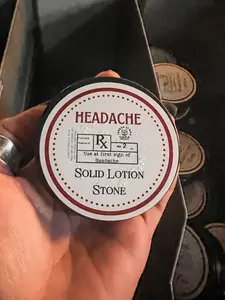 HEADACHE
Rx
No 2
Use at first sign of
Headache
SOLID LOTION
STONE